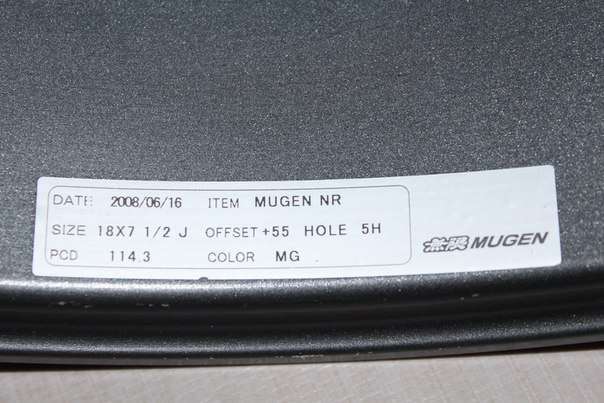 DATE 2008/06/16 ITEM MUGEN NR
SIZE 18X7 1/2 J OFFSET +55 HOLE 5H
PCD 114.3 COLOR MG
無限 MUGEN